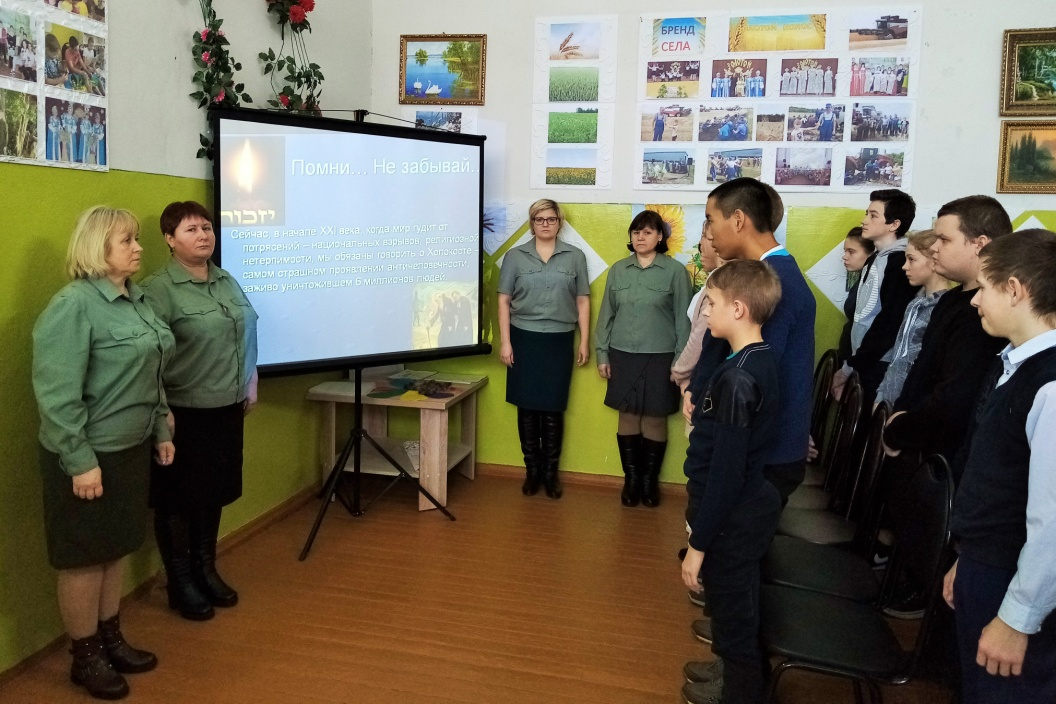 Помни... Не забывай...
יזכור
Сейчас, в начале XXI века, когда мир гудит от
потрясений – национальных взрывов, религиозной
нетерпимости, мы обязаны говорить о Холокосте –
самом страшном проявлении античеловечности
заживо уничтожившем 6 миллионов людей.
БРЕНД
СЕЛА